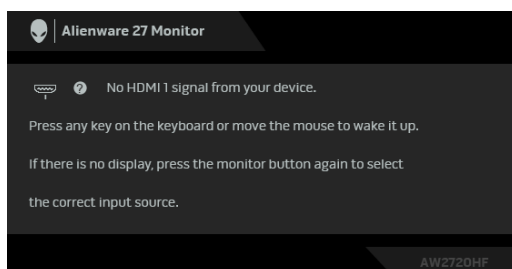 Alienware 27 Monitor
No HDMI 1 signal from your device.
Press any key on the keyboard or move the mouse to wake it up.
If there is no display, press the monitor button again to select
the correct input source.
AW2720HF